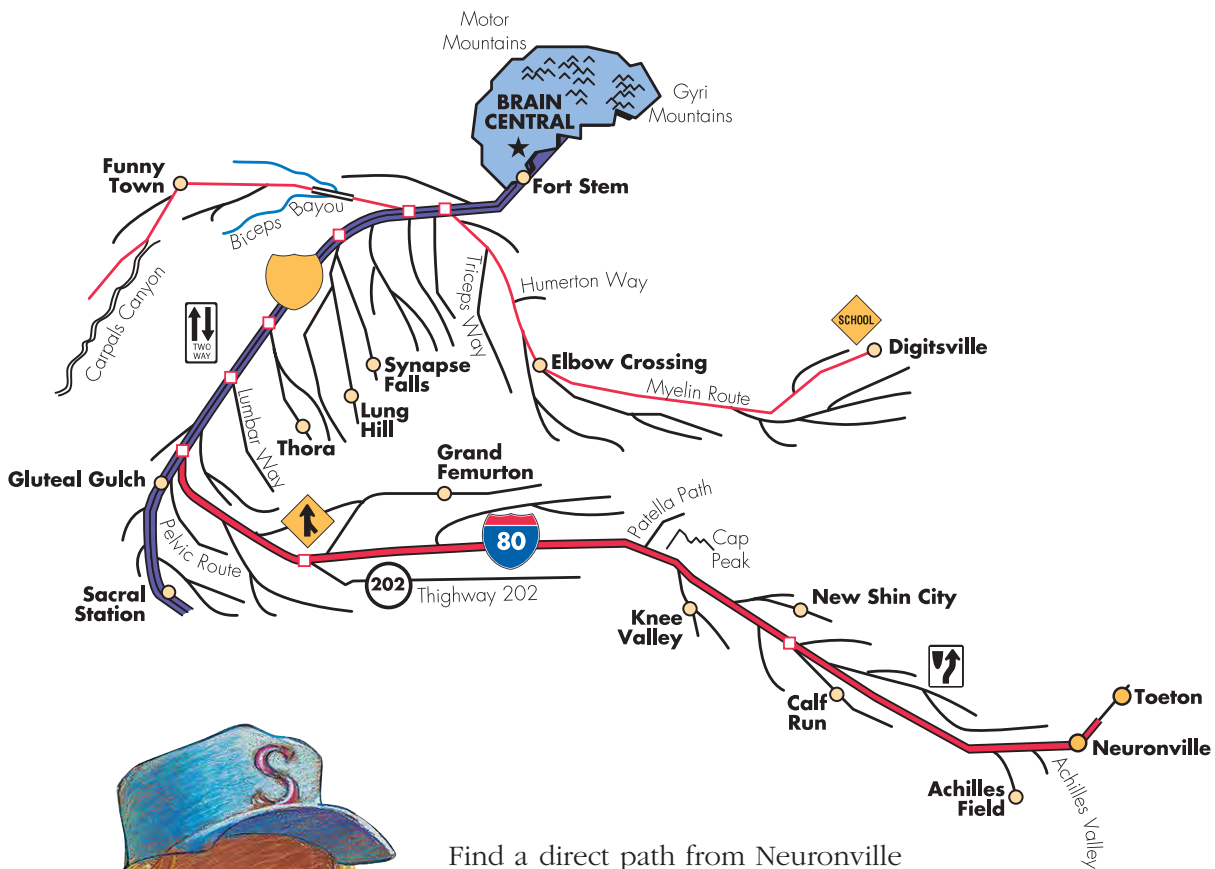 Motor
Mountains
Gyri
Mountains
BRAIN
CENTRAL
Fort Stem
Funny
Town
Biceps Bayou
Carpals Canyon
TWO
WAY
Triceps Way
Humerton Way
SCHOOL
Digitsville
Elbow Crossing
Myelin Route
Synapse
Falls
Lung
Hill
Thora
Lumbar Way
Gluteal Gulch
Grand
Femurton
Pelvic Route
80
Patella Path
Cap
Peak
202
Thighway 202
Sacral
Station
Knee
Valley
New Shin City
Calf
Run
Toeton
Neuronville
Achilles
Field
Achilles Valley
S
Find a direct path from Neuronville